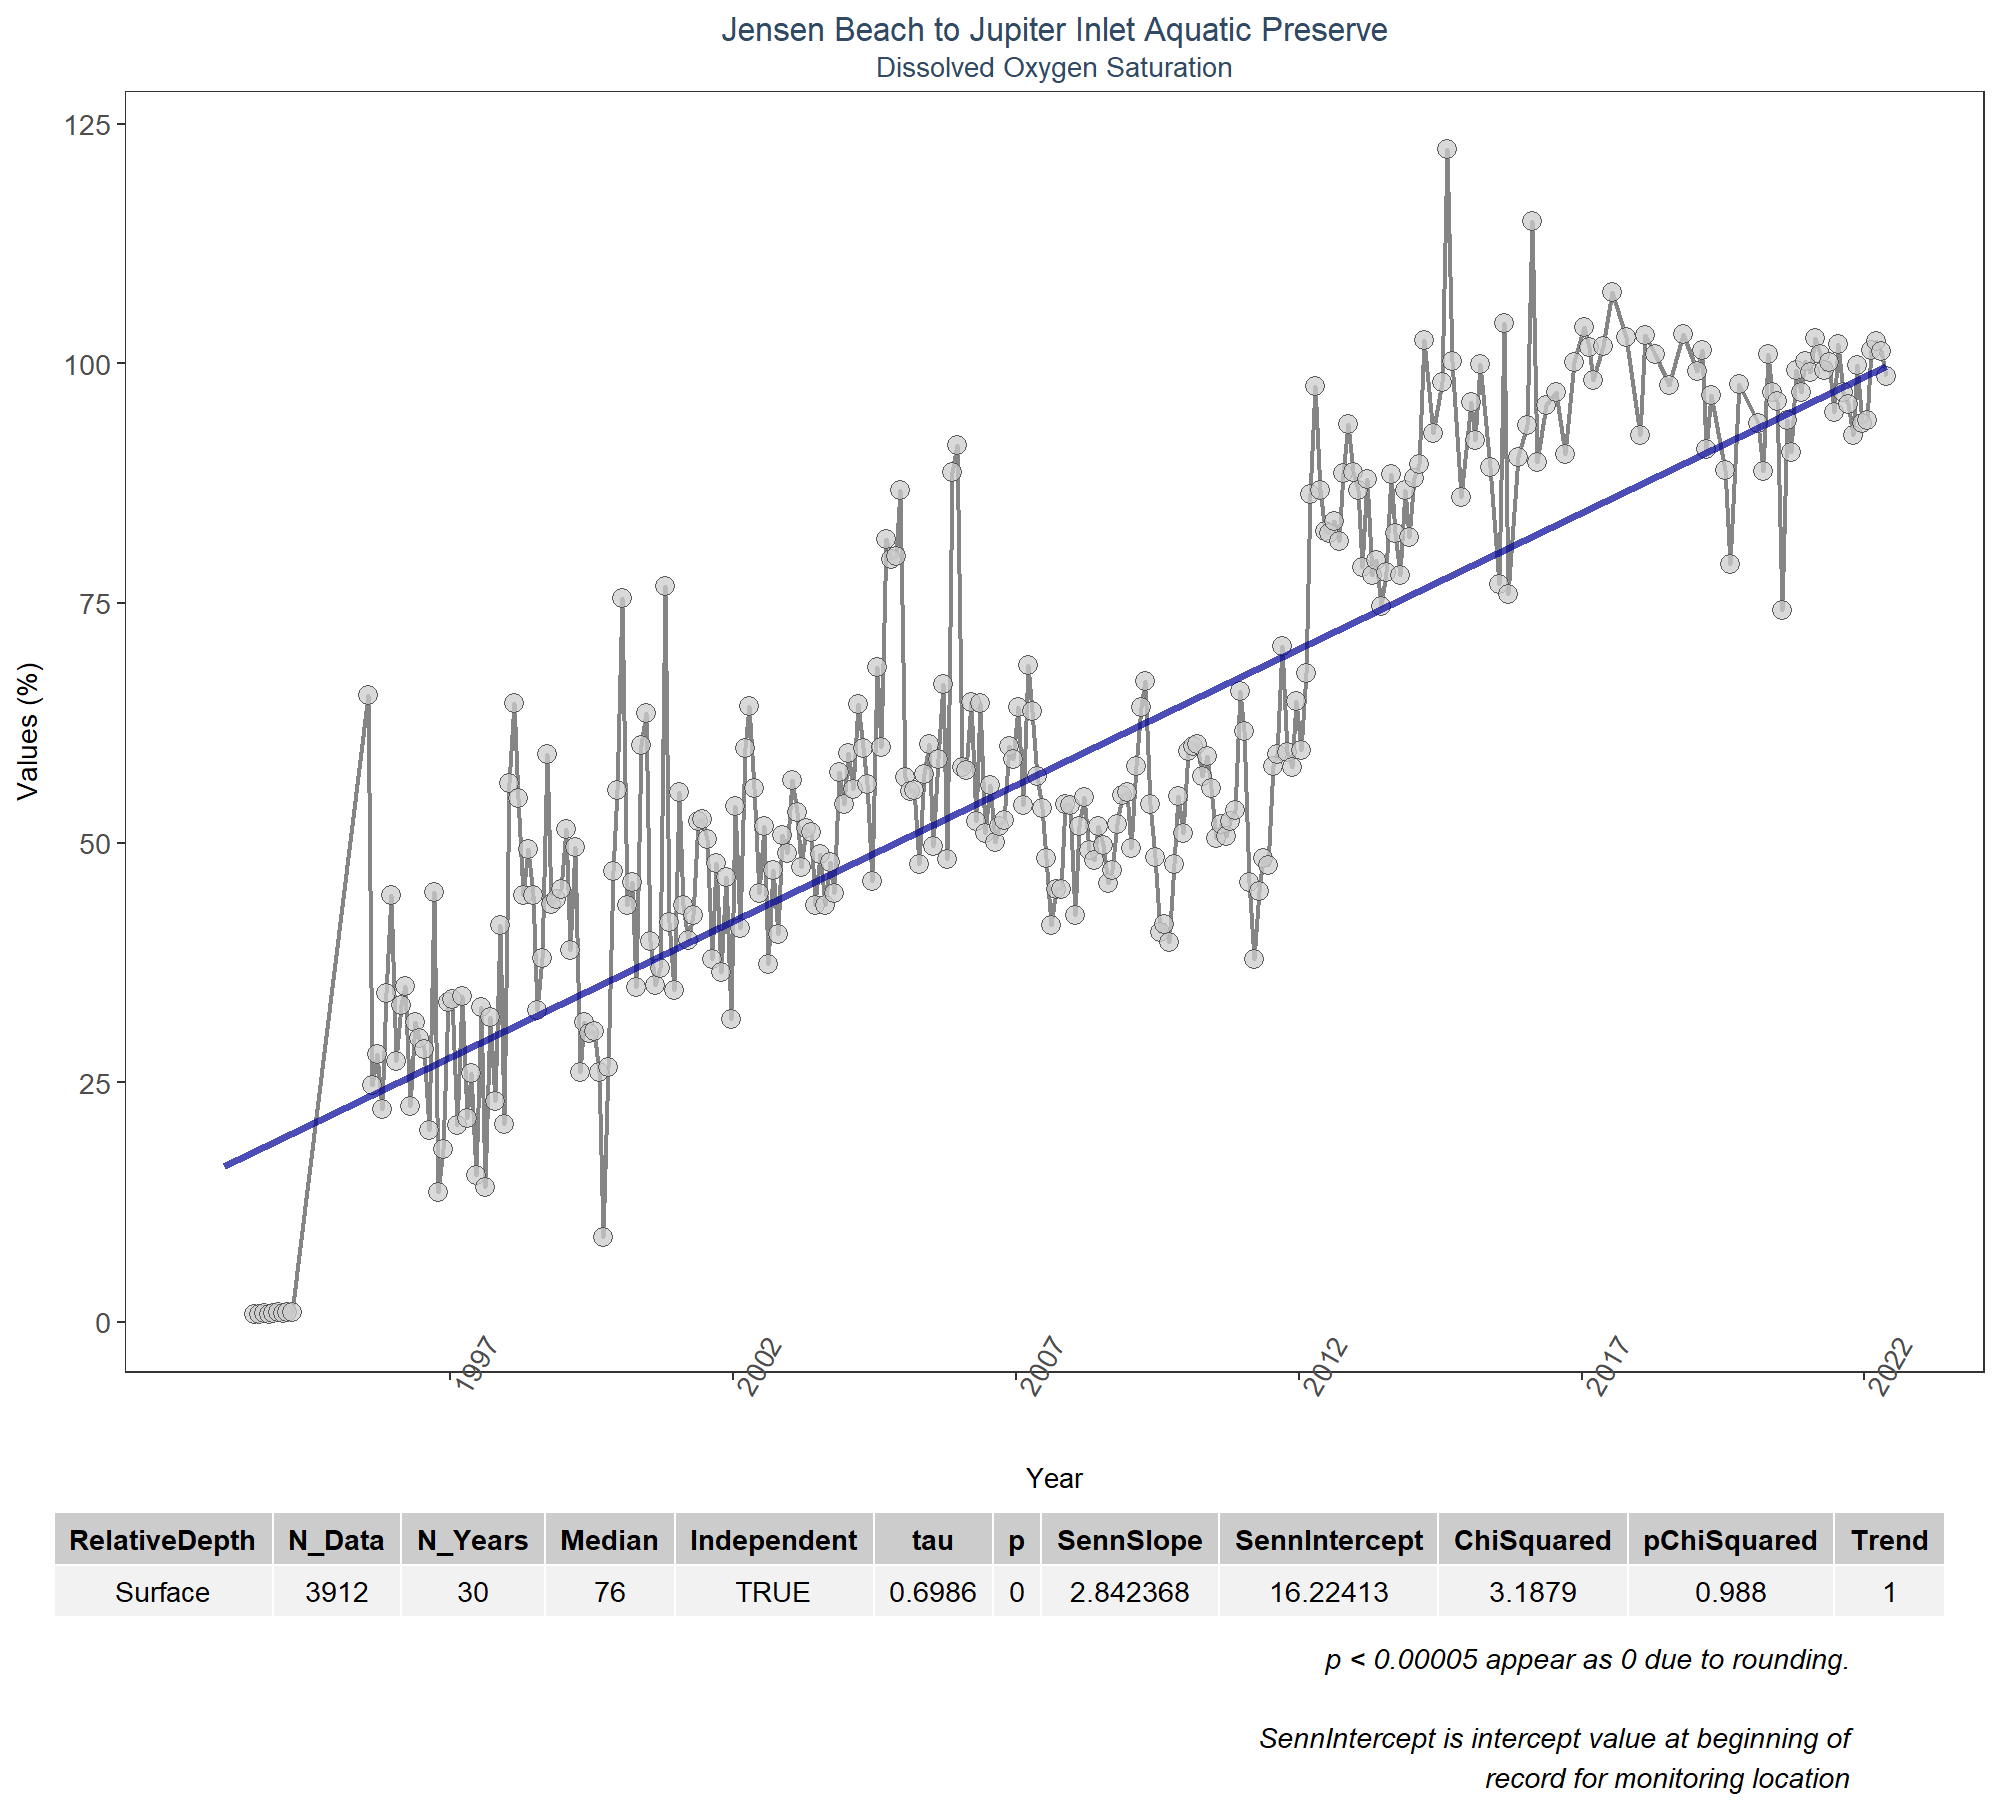 Jensen Beach to Jupiter Inlet Aquatic Preserve
Dissolved Oxygen Saturation
125
100
75
50
25
0
Values (%)
1997
2002
2007
2012
2017
2022
Year
RelativeDepth N_Data N_Years Median Independent tau p SennSlope SennIntercept ChiSquared pChiSquared Trend
Surface 3912 30 76 TRUE 0.6986 0 2.842368 16.22413 3.1879 0.988 1
p < 0.00005 appear as 0 due to rounding.
SennIntercept is intercept value at beginning of
record for monitoring location